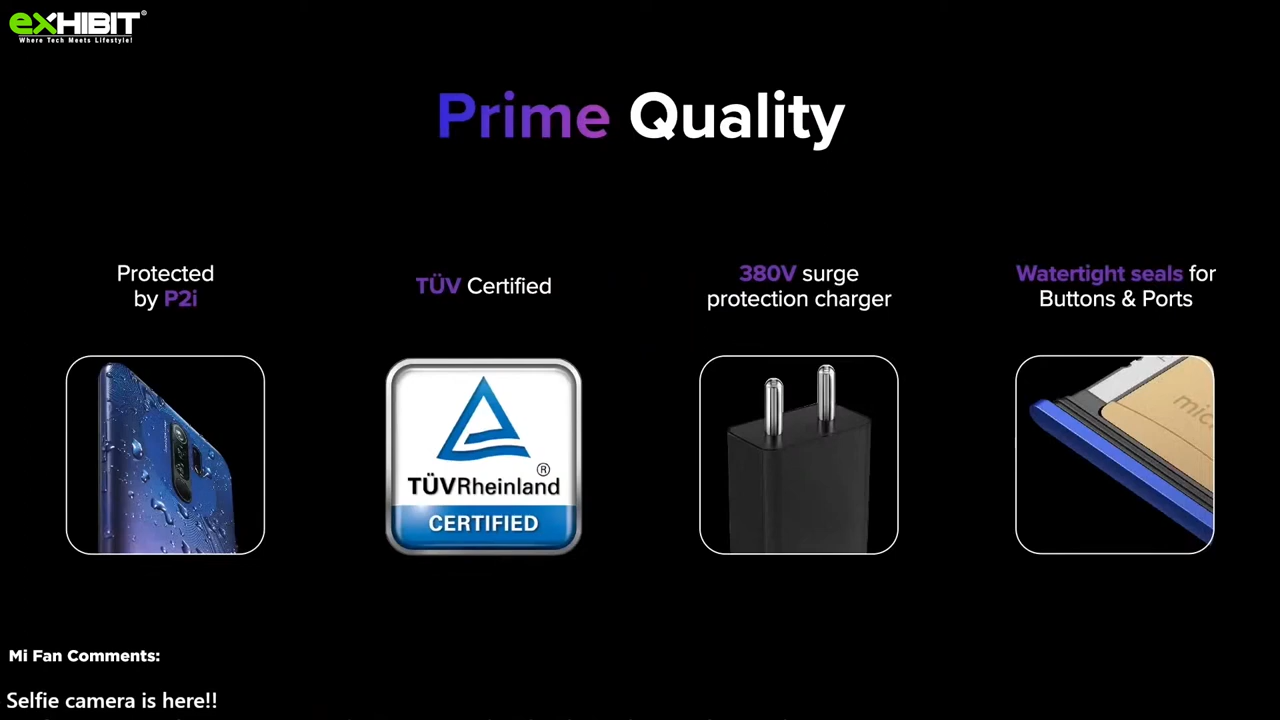 exHIBIT®
Where Tech Meets Lifestyle!
Prime Quality
Protected
by P2i
TÜV Certified
380V surge
protection charger
Watertight seals for
Buttons & Ports
TÜVRheinland®
CERTIFIED
mic
Mi Fan Comments:
Selfie camera is here!!